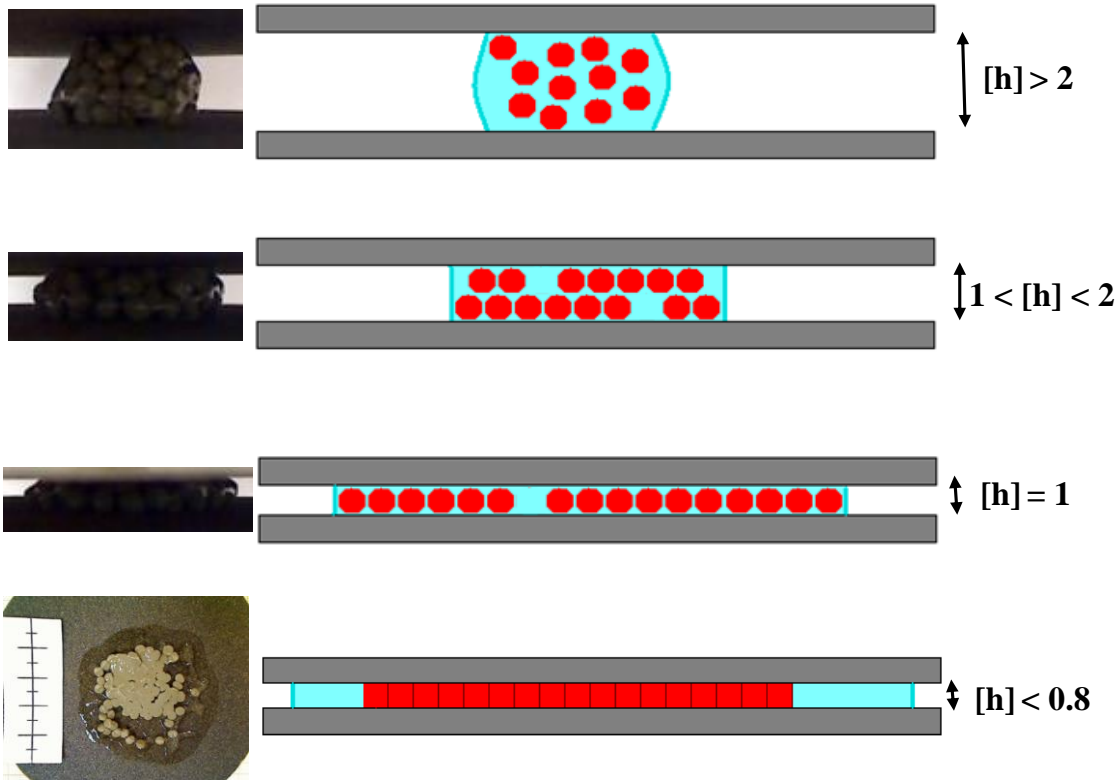 [h] > 2
1 < [h] < 2
[h] = 1
[h] < 0.8